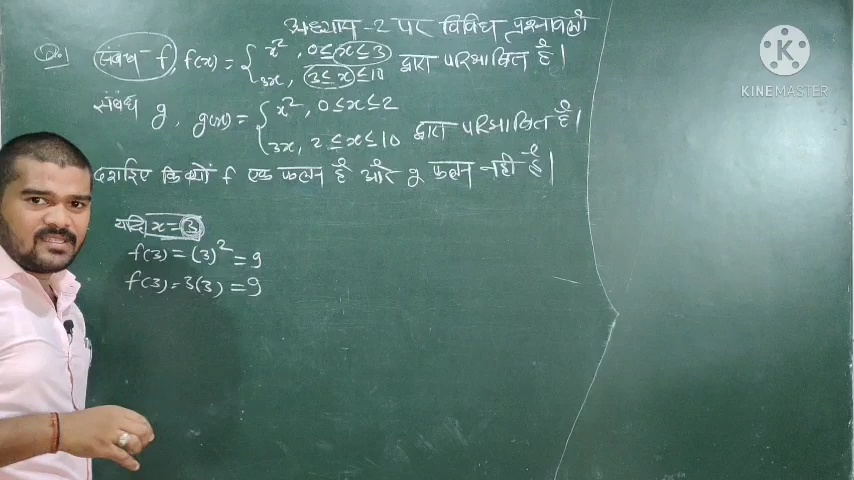 अध्याय-2 पर विविध प्रश्नावली
Q.1 संबंध f, f(x) = { x², 0≤x≤3
3x, 3≤x≤10 द्वारा परिभाषित है।
संबंध g, g(x) = { x², 0≤x≤2
3x, 2≤x≤10 द्वारा परिभाषित है।
दर्शाइए कि क्यों f एक फलन है और g फलन नही है।
यदि x = 3
f(3) = (3)² = 9
f(3) = 3(3) = 9
KINEMASTER